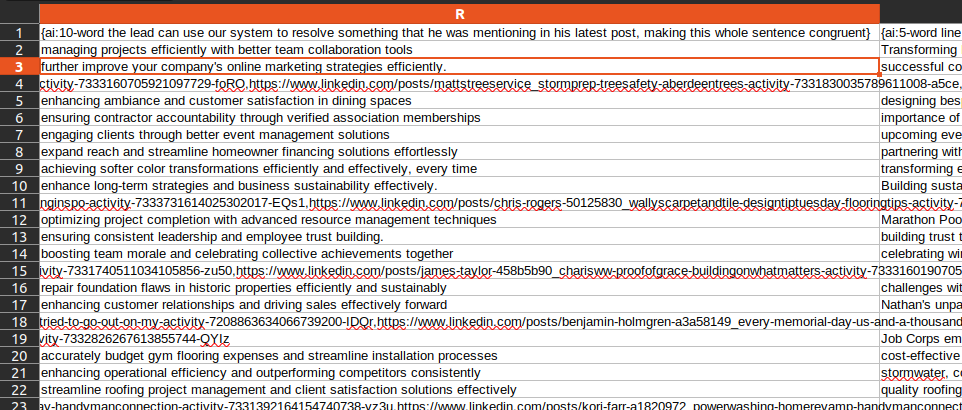 R
1 {ai:10-word the lead can use our system to resolve something that he was mentioning in his latest post, making this whole sentence congruent} {ai:5-word line
2 managing projects efficiently with better team collaboration tools Transforming
3 further improve your company's online marketing strategies efficiently. successful co
4 ctivity-7333160705921097729-foRO,https://www.linkedin.com/posts/mattstreeservice_stormprep-treesafety-aberdeentrees-activity-7331830035789611008-a5ce,
5 enhancing ambiance and customer satisfaction in dining spaces designing besp
6 ensuring contractor accountability through verified association memberships importance of
7 engaging clients through better event management solutions upcoming eve
8 expand reach and streamline homeowner financing solutions effortlessly partnering with
9 achieving softer color transformations efficiently and effectively, every time transforming e
10 enhance long-term strategies and business sustainability effectively. Building susta
11 nginspo-activity-7333731614025302017-EQs1,https://www.linkedin.com/posts/chris-rogers-50125830_wallyscarpetandtile-designtiptuesday-flooringtips-activity-7
12 optimizing project completion with advanced resource management techniques Marathon Poo
13 ensuring consistent leadership and employee trust building. building trust t
14 boosting team morale and celebrating collective achievements together celebrating wi
15 ivity-7331740511034105856-zu50,https://www.linkedin.com/posts/james-taylor-458b5b90_charisww-proofofgrace-buildingonwhatmatters-activity-7333160190705
16 repair foundation flaws in historic properties efficiently and sustainably challenges wit
17 enhancing customer relationships and driving sales effectively forward Nathan's unpa
18 tried-to-go-out-on-my-activity-7208863634066739200-IDQr,https://www.linkedin.com/posts/benjamin-holmgren-a3a58149_every-memorial-day-us-and-a-thousand
19 vity-7332826267613855744-QYIz Job Corps em
20 accurately budget gym flooring expenses and streamline installation processes cost-effective
21 enhancing operational efficiency and outperforming competitors consistently stormwater, co
22 streamline roofing project management and client satisfaction solutions effectively quality roofing
23 ay-handymanconnection-activity-7331392164154740738-yz3u,https://www.linkedin.com/posts/kori-farr-a1820972_powerwashing-homerevamp-handymanconnect